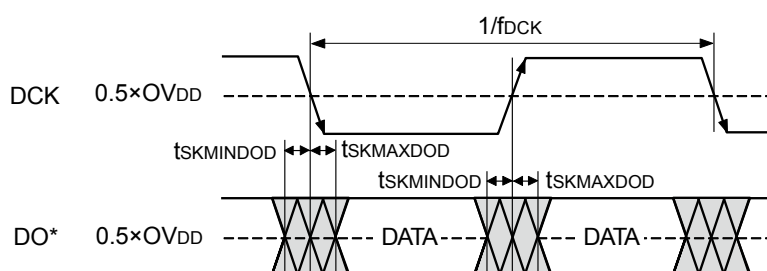 1/fDCK
DCK 0.5×OVDD
tSKMINDOD tSKMAXDOD
tSKMINDOD tSKMAXDOD
DO* 0.5×OVDD DATA DATA